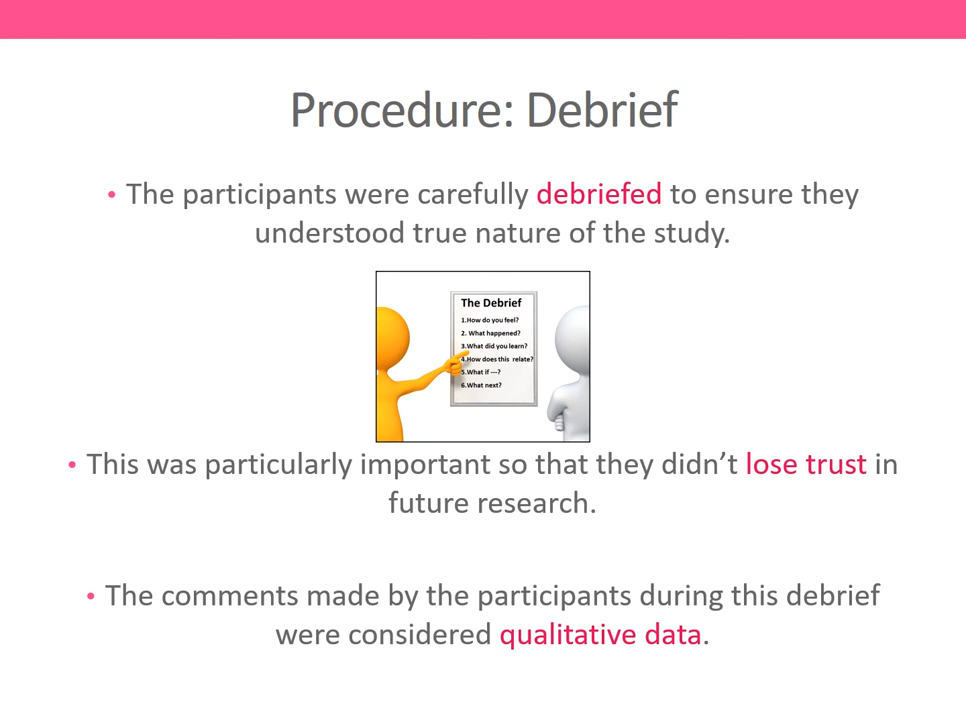 Procedure: Debrief
• The participants were carefully debriefed to ensure they
understood true nature of the study.
The Debrief
1.How do you feel?
2. What happened?
3.What did you learn?
4.How does this relate?
5.What if ---?
6.What next?
• This was particularly important so that they didn’t lose trust in
future research.
• The comments made by the participants during this debrief
were considered qualitative data.